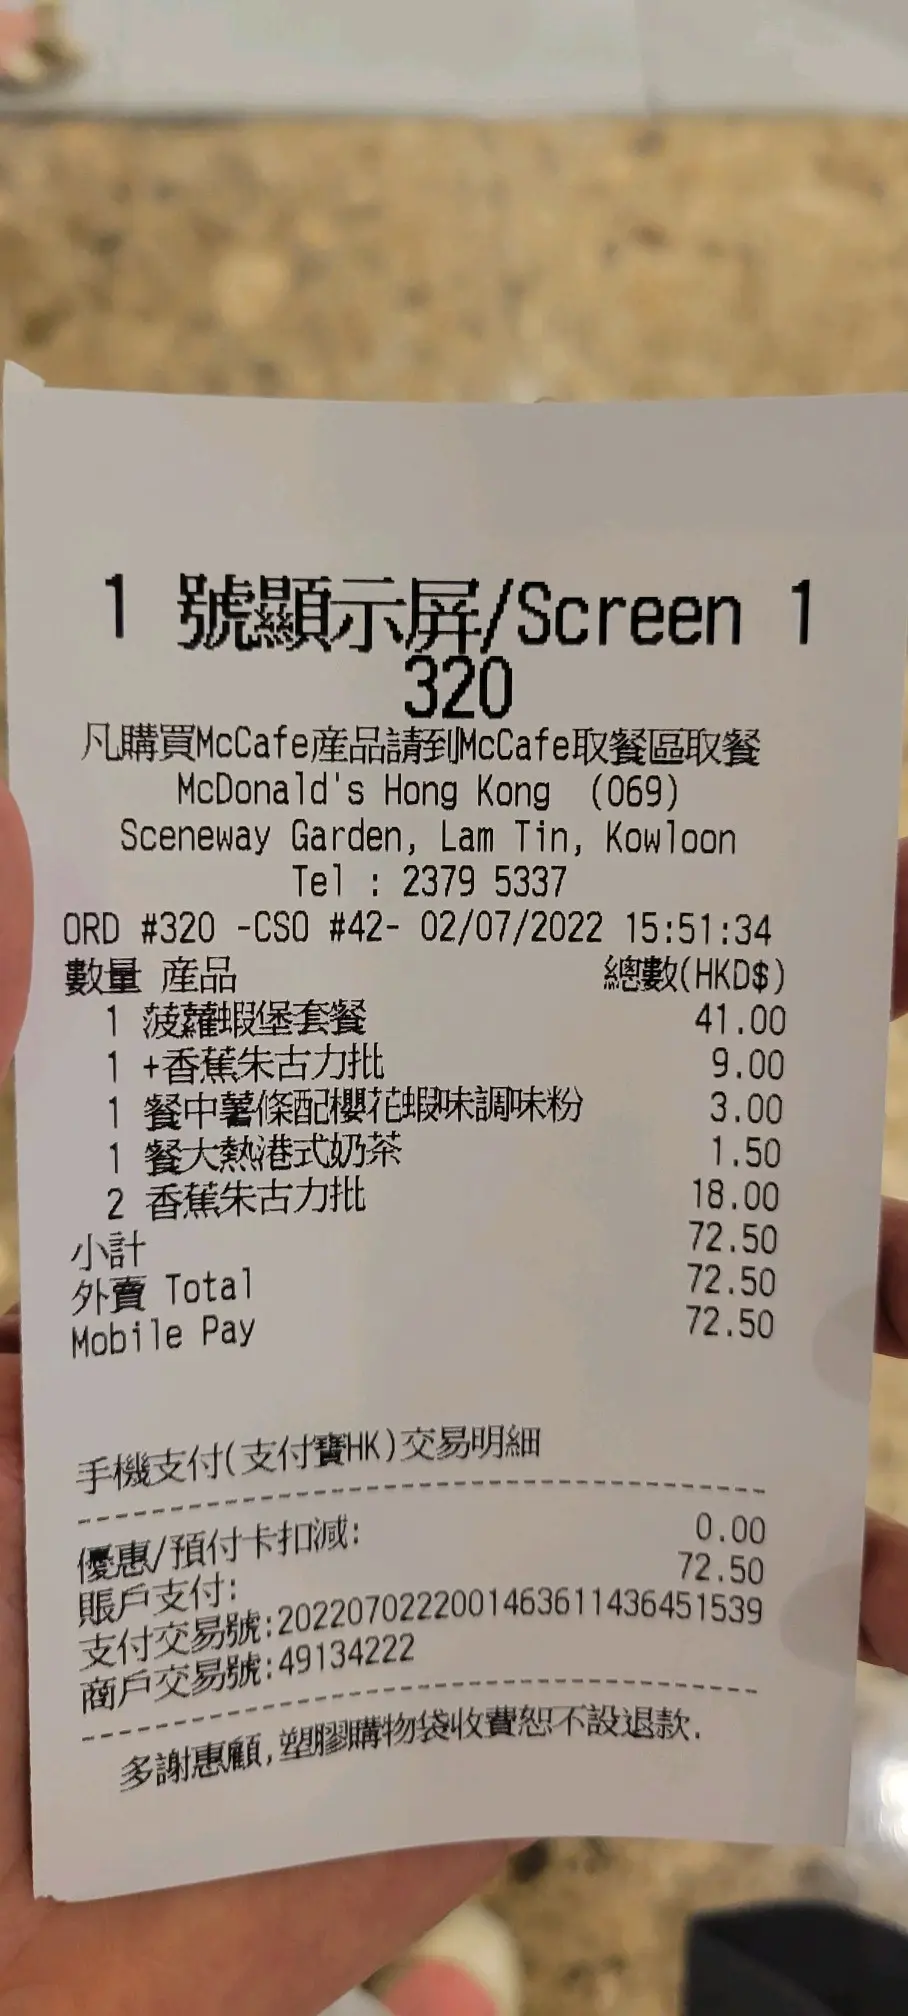 1 號顯示屏/Screen 1
320
凡購買McCafe産品請到McCafe取餐區取餐
McDonald's Hong Kong (069)
Sceneway Garden, Lam Tin, Kowloon
Tel : 2379 5337
ORD #320 -CSO #42- 02/07/2022 15:51:34
數量 産品 總數(HKD$)
1 菠蘿蝦堡套餐 41.00
1 +香蕉朱古力批 9.00
1 餐中薯條配櫻花蝦味調味粉 3.00
1 餐大熱港式奶茶 1.50
2 香蕉朱古力批 18.00
小計 72.50
外賣 Total 72.50
Mobile Pay 72.50
手機支付(支付寶HK)交易明細
優惠/預付卡扣減: 0.00
賬戶支付: 72.50
支付交易號:2022070222001463611436451539
商戶交易號:49134222
多謝惠顧,塑膠購物袋收費恕不設退款.